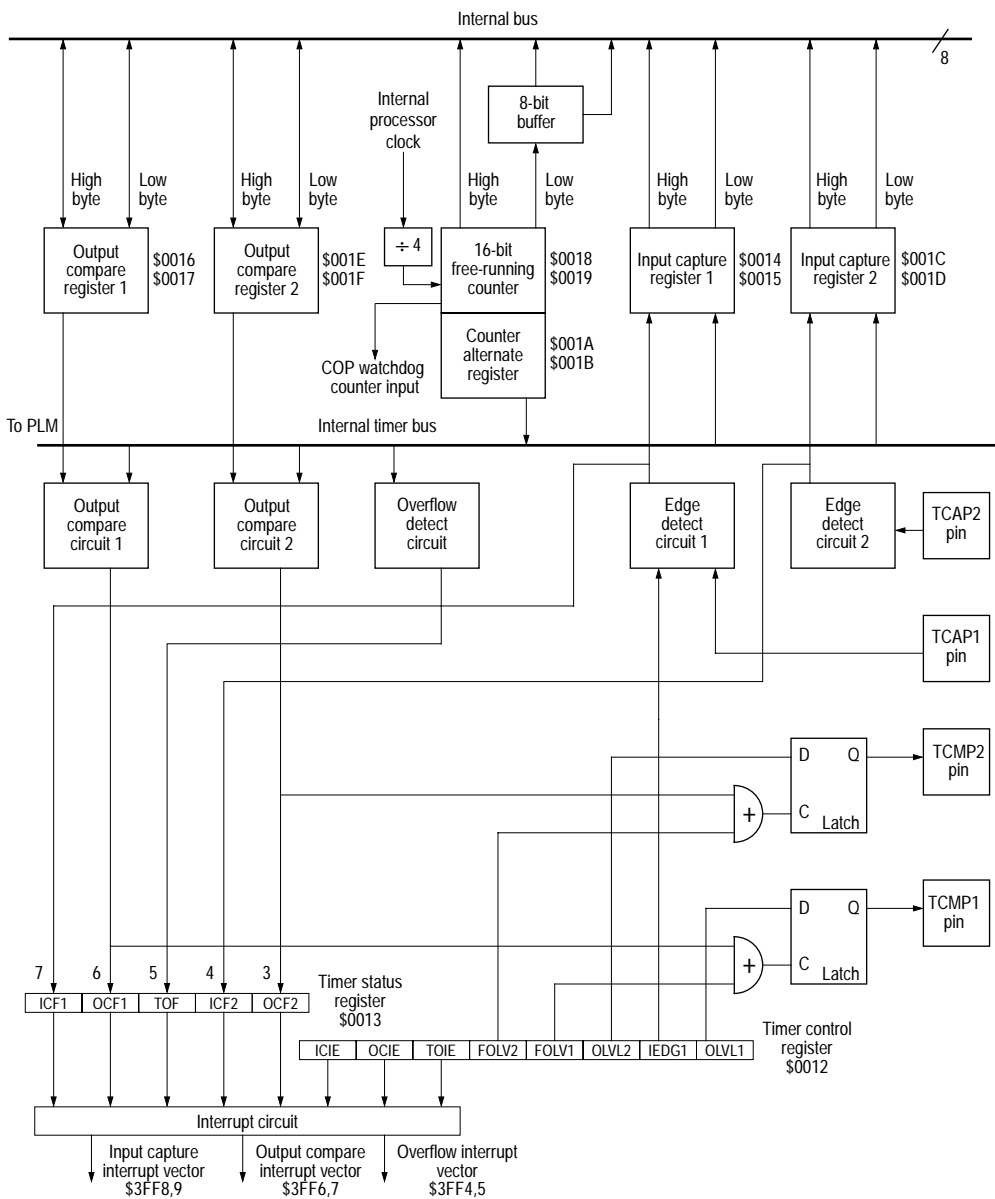 Internal bus
8
Internal
processor
clock
8-bit
buffer
High
byte
Low
byte
High
byte
Low
byte
High
byte
Low
byte
High
byte
Low
byte
High
byte
Low
byte
Output
compare
register 1
$0016
$0017
Output
compare
register 2
$001E
$001F
÷ 4
16-bit
free-running
counter
$0018
$0019
Input capture
register 1
$0014
$0015
Input capture
register 2
$001C
$001D
COP watchdog
counter input
Counter
alternate
register
$001A
$001B
To PLM
Internal timer bus
Output
compare
circuit 1
Output
compare
circuit 2
Overflow
detect
circuit
Edge
detect
circuit 1
Edge
detect
circuit 2
TCAP2
pin
TCAP1
pin
D Q
C
Latch
+
TCMP2
pin
D Q
C
Latch
+
TCMP1
pin
7 6 5 4 3
ICF1 OCF1 TOF ICF2 OCF2
Timer status
register
$0013
ICIE OCIE TOIE FOLV2 FOLV1 OLVL2 IEDG1 OLVL1
Timer control
register
$0012
Interrupt circuit
Input capture
interrupt vector
$3FF8,9
Output compare
interrupt vector
$3FF6,7
Overflow interrupt
vector
$3FF4,5